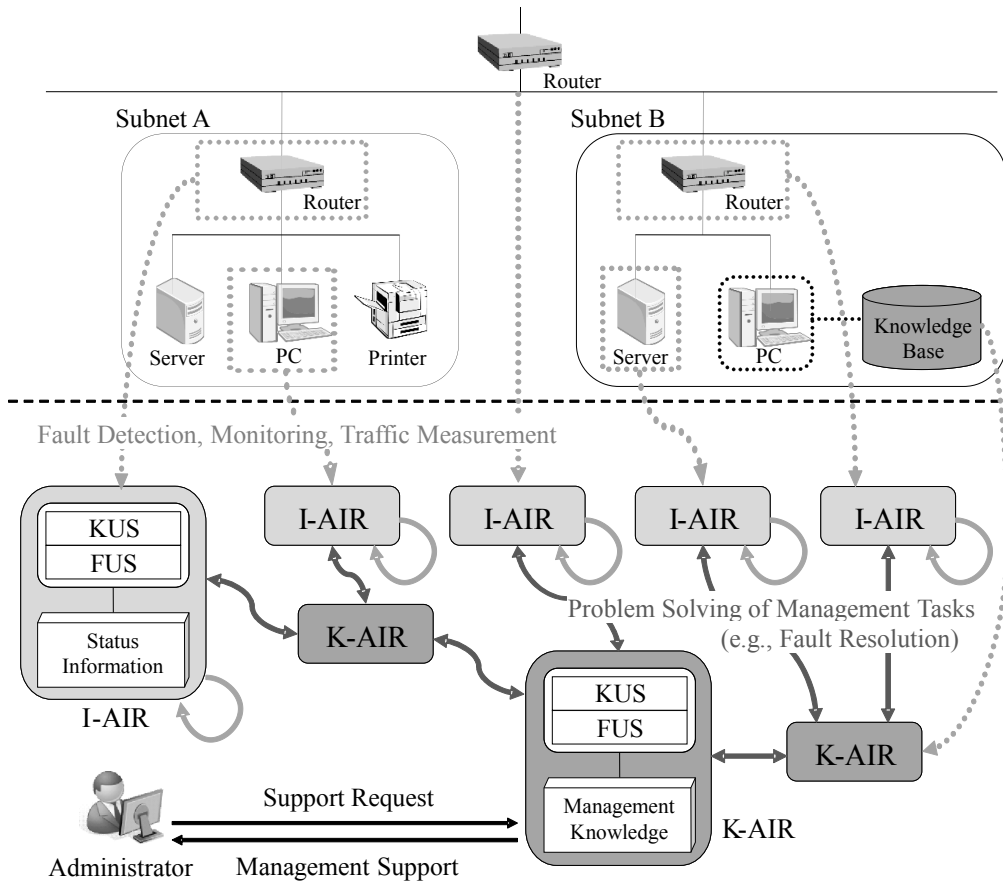 Router
Subnet A
Subnet B
Router
Router
Server
PC
Printer
Server
PC
Knowledge
Base
Fault Detection, Monitoring, Traffic Measurement
I-AIR
I-AIR
I-AIR
I-AIR
KUS
FUS
Status
Information
I-AIR
K-AIR
Problem Solving of Management Tasks
(e.g., Fault Resolution)
KUS
FUS
Management
Knowledge
K-AIR
K-AIR
Support Request
Management Support
Administrator